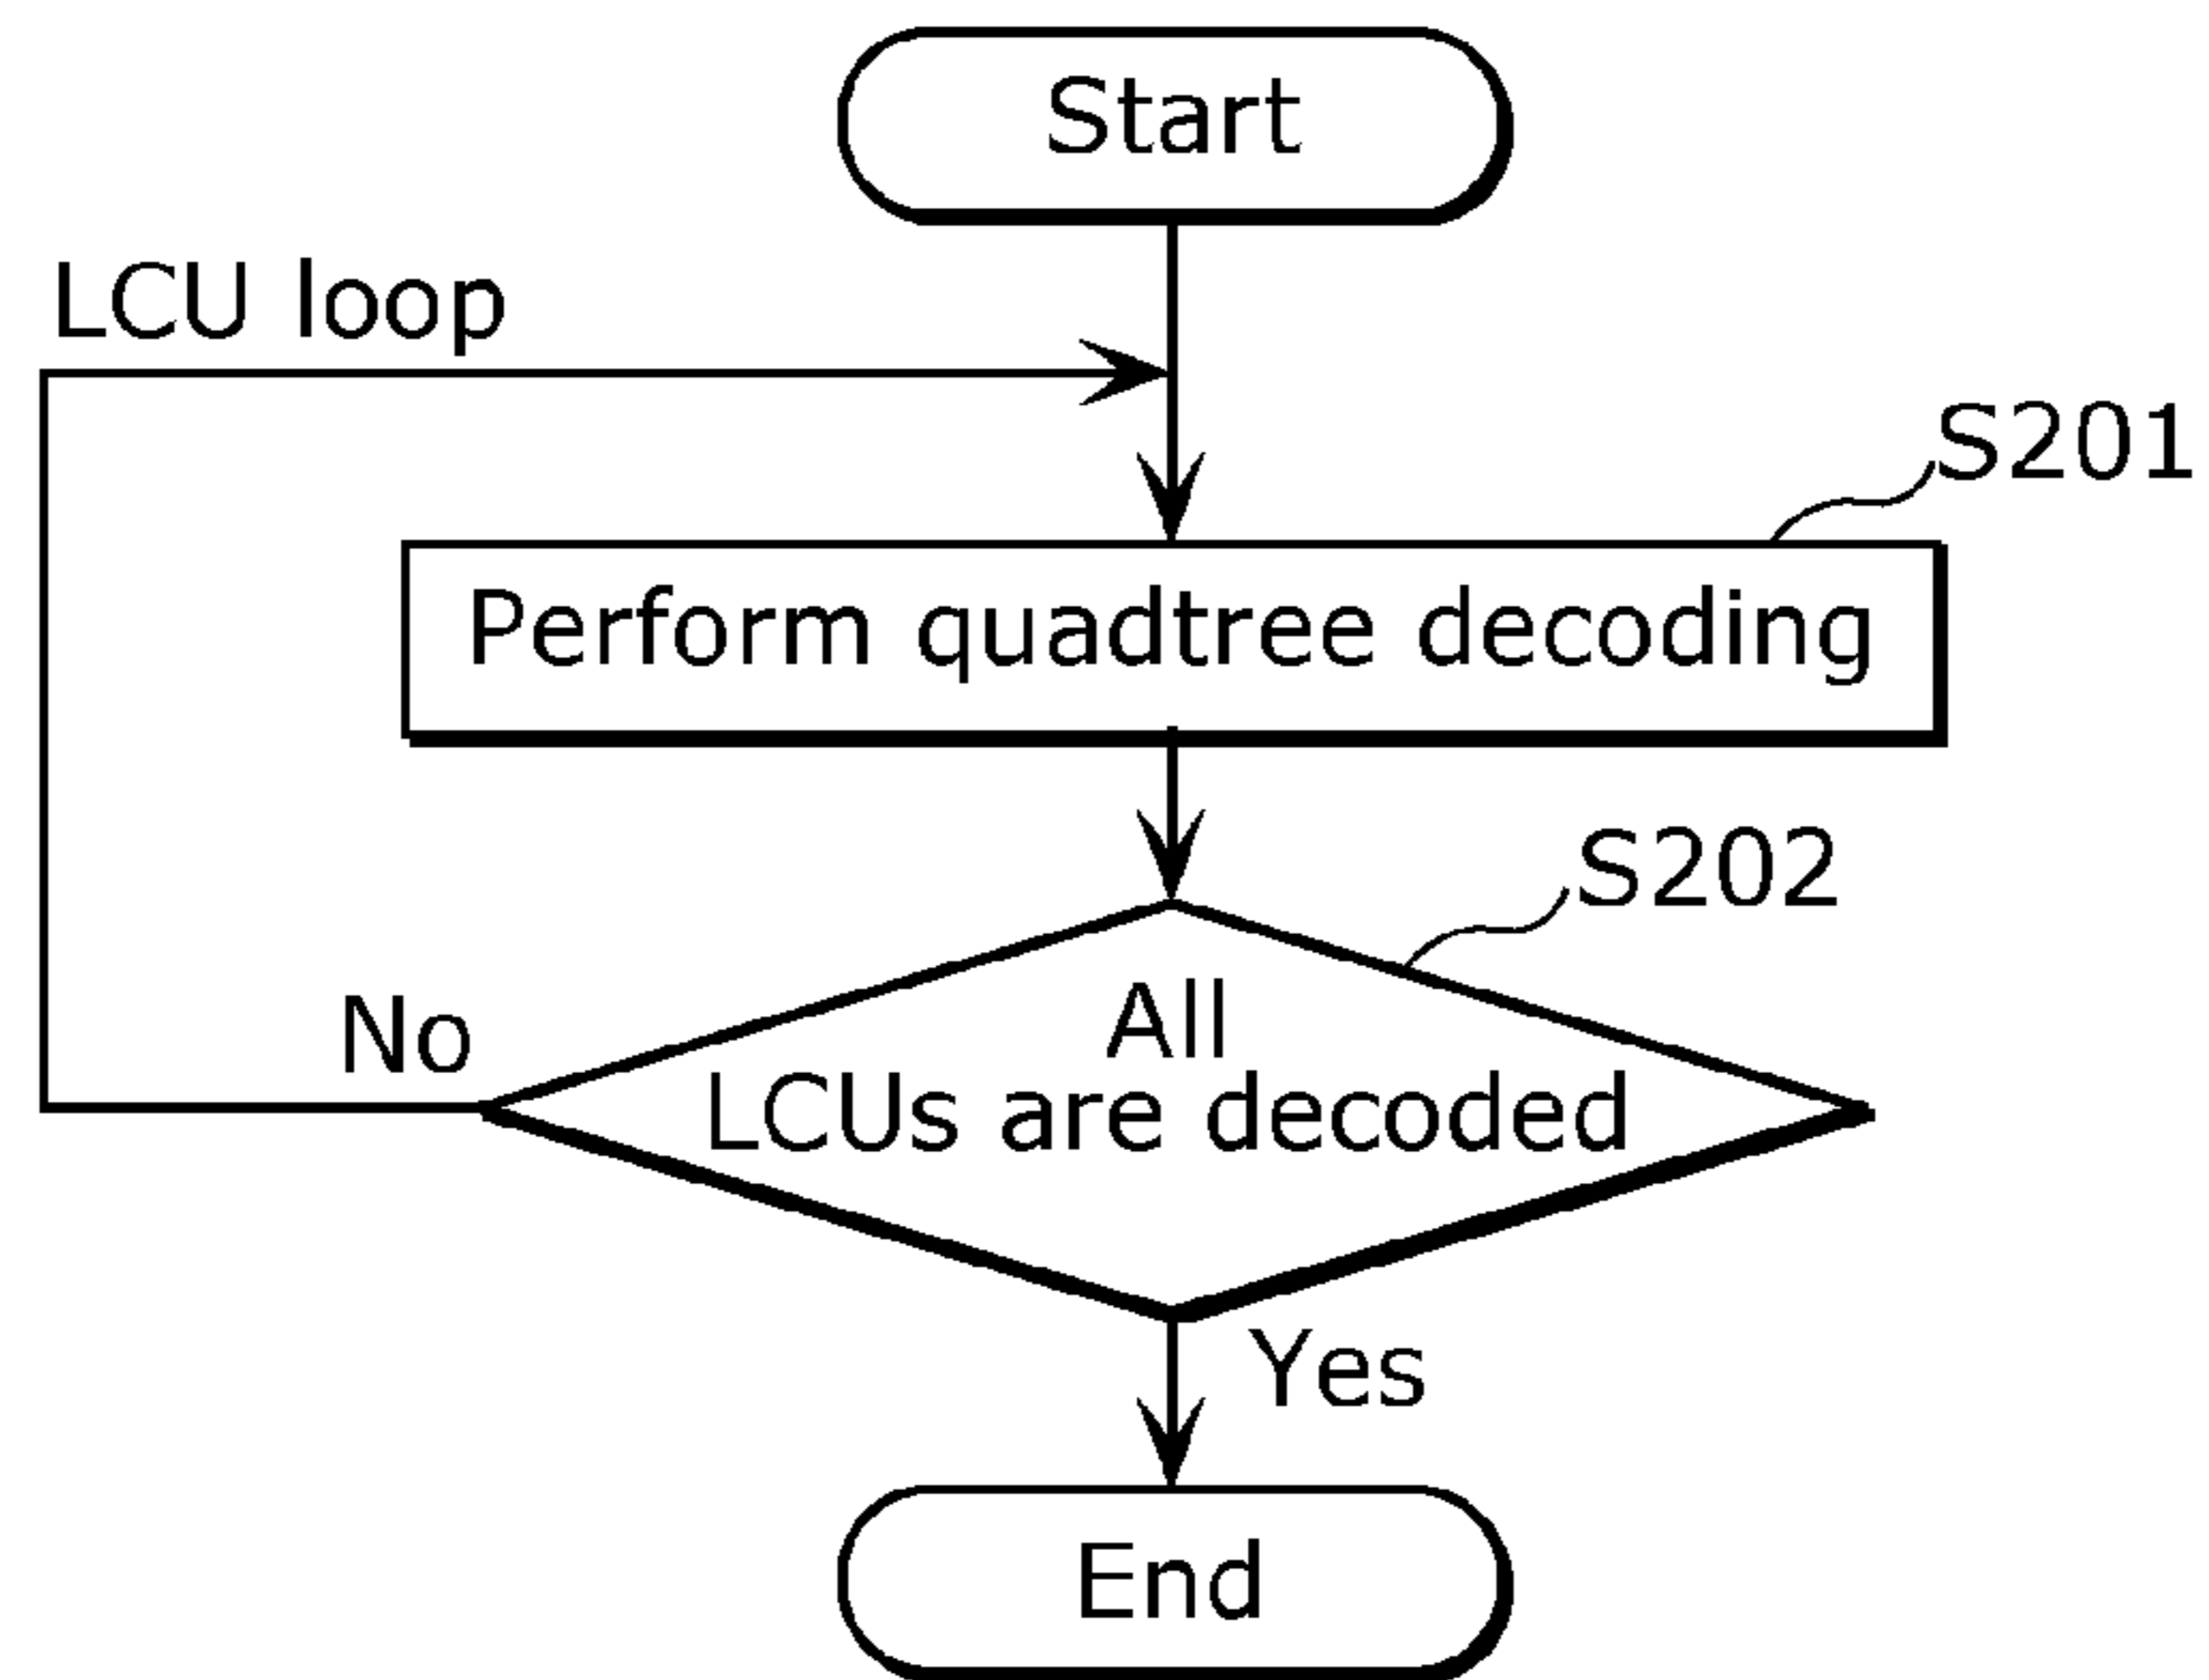 Start
LCU loop
S201
Perform quadtree decoding
S202
All
LCUs are decoded
No
Yes
End